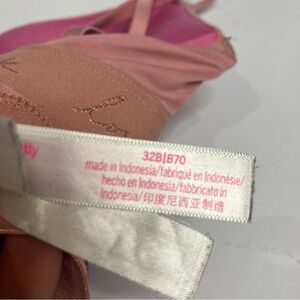 32B|B70
made in Indonesia/fabriqué en Indonésie/
hecho en Indonesia/fabbricato in
Indonesia/印度尼西亚制造